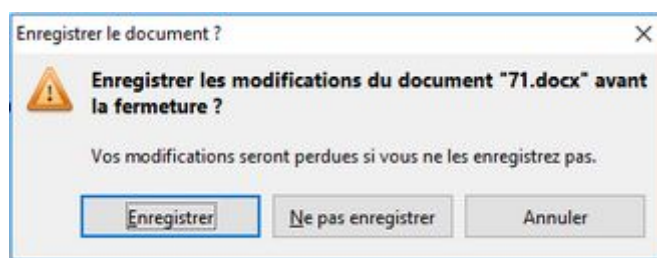 Enregistrer le document ?
Enregistrer les modifications du document "71.docx" avant
la fermeture ?
Vos modifications seront perdues si vous ne les enregistrez pas.
Enregistrer
Ne pas enregistrer
Annuler